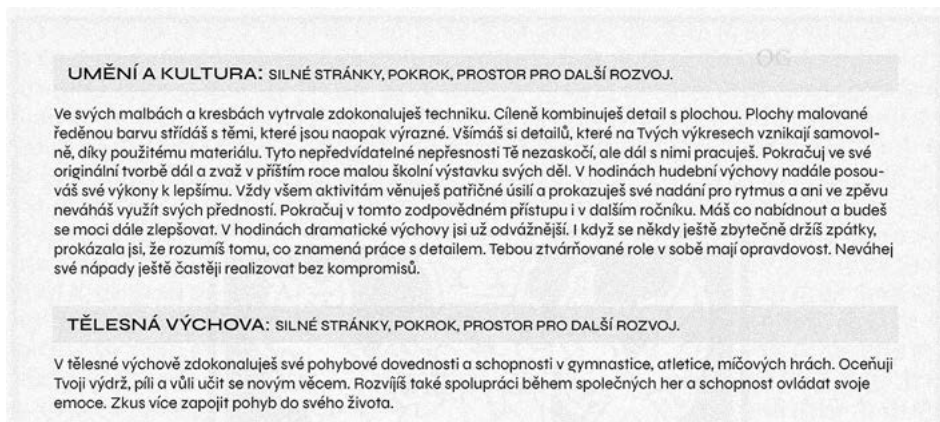 OG
UMĚNÍ A KULTURA: SILNÉ STRÁNKY, POKROK, PROSTOR PRO DALŠÍ ROZVOJ.
Ve svých malbách a kresbách vytrvale zdokonaluješ techniku. Cíleně kombinuješ detail s plochou. Plochy malované
ředěnou barvu střídáš s těmi, které jsou naopak výrazné. Všímáš si detailů, které na Tvých výkresech vznikají samovol-
ně, díky použitému materiálu. Tyto nepředvídatelné nepřesnosti Tě nezaskočí, ale dál s nimi pracuješ. Pokračuj ve své
originální tvorbě dál a zvaž v příštím roce malou školní výstavku svých děl. V hodinách hudební výchovy nadále posou-
váš své výkony k lepšímu. Vždy všem aktivitám věnuješ patřičné úsilí a prokazuješ své nadání pro rytmus a ani ve zpěvu
neváháš využít svých předností. Pokračuj v tomto zodpovědném přístupu i v dalším ročníku. Máš co nabídnout a budeš
se moci dále zlepšovat. V hodinách dramatické výchovy jsi už odvážnější. I když se někdy ještě zbytečně držíš zpátky,
prokázala jsi, že rozumíš tomu, co znamená práce s detailem. Tebou ztvárňované role v sobě mají opravdovost. Neváhej
své nápady ještě častěji realizovat bez kompromisů.
TĚLESNÁ VÝCHOVA: SILNÉ STRÁNKY, POKROK, PROSTOR PRO DALŠÍ ROZVOJ.
V tělesné výchově zdokonaluješ své pohybové dovednosti a schopnosti v gymnastice, atletice, míčových hrách. Oceňuji
Tvoji výdrž, píli a vůli učit se novým věcem. Rozvíjíš také spolupráci během společných her a schopnost ovládat svoje
emoce. Zkus více zapojit pohyb do svého života.